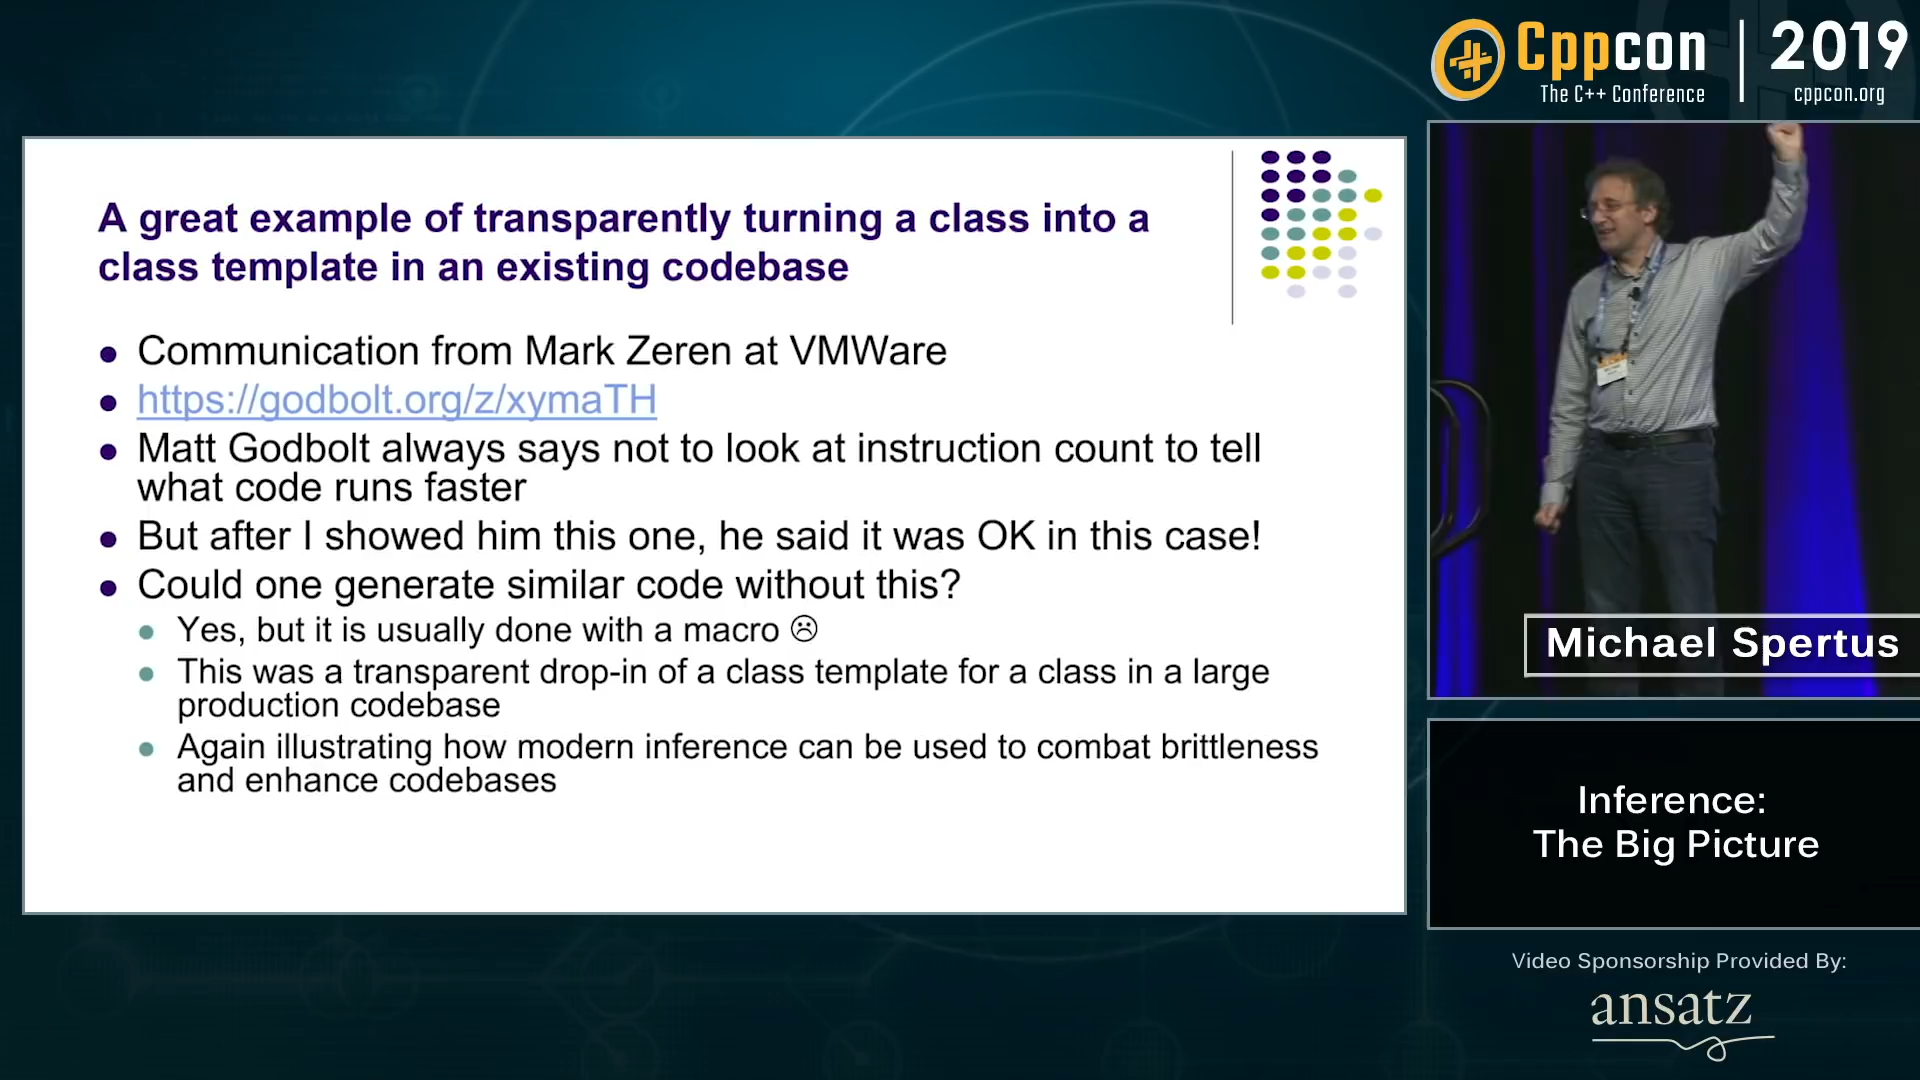 Cppcon
The C++ Conference
2019
cppcon.org
A great example of transparently turning a class into a
class template in an existing codebase
Communication from Mark Zeren at VMWare
https://godbolt.org/z/xymaTH
Matt Godbolt always says not to look at instruction count to tell
what code runs faster
But after I showed him this one, he said it was OK in this case!
Could one generate similar code without this?
Yes, but it is usually done with a macro ☹
This was a transparent drop-in of a class template for a class in a large
production codebase
Again illustrating how modern inference can be used to combat brittleness
and enhance codebases
Michael Spertus
Inference:
The Big Picture
Video Sponsorship Provided By:
ansatz